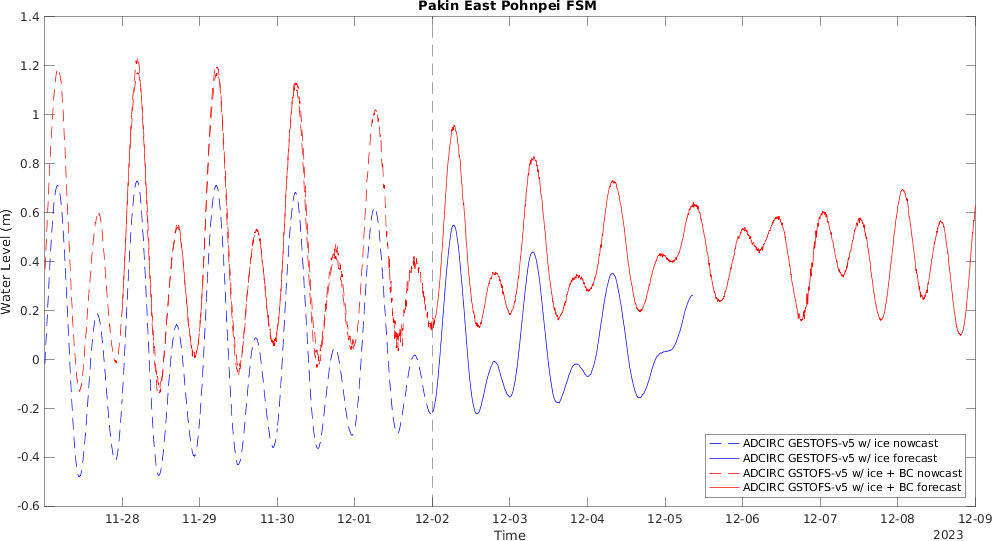 Pakin East Pohnpei FSM
1.4
1.2
1
0.8
0.6
0.4
0.2
0
-0.2
-0.4
-0.6
Water Level (m)
11-28 11-29 11-30 12-01 12-02 12-03 12-04 12-05 12-06 12-07 12-08 12-09
Time
2023
ADCIRC GESTOFS-v5 w/ ice nowcast
ADCIRC GESTOFS-v5 w/ ice forecast
ADCIRC GSTOFS-v5 w/ ice + BC nowcast
ADCIRC GSTOFS-v5 w/ ice + BC forecast